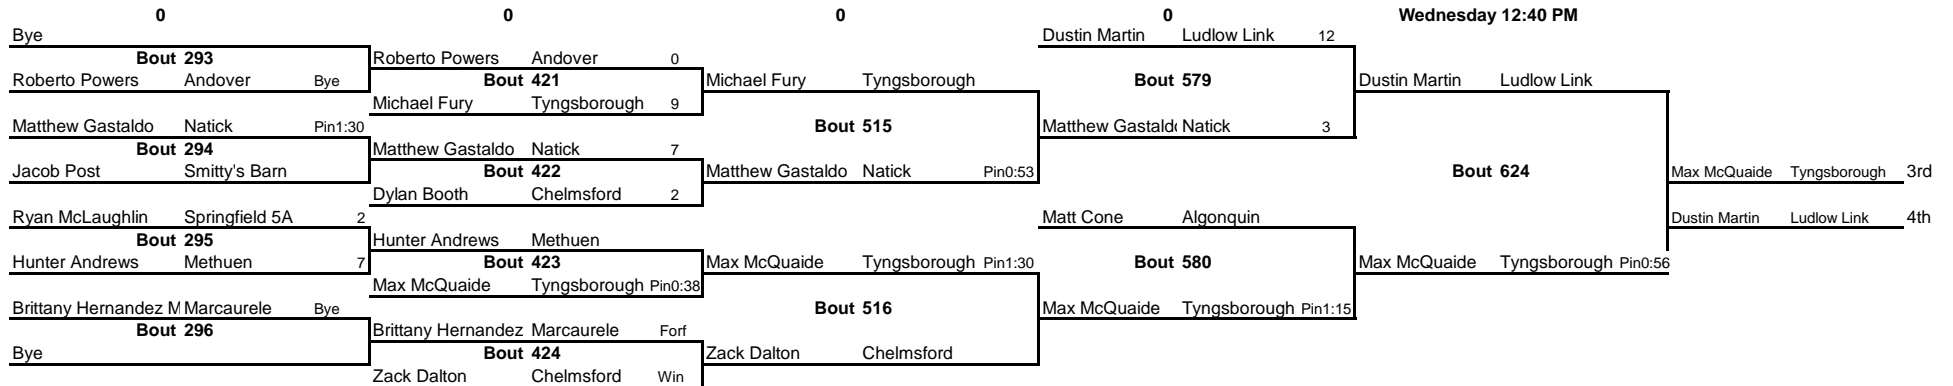 0 0 0 0 Wednesday 12:40 PM
Bye Dustin Martin Ludlow Link 12
Bout 293 Roberto Powers Andover 0
Roberto Powers Andover Bye Bout 421 Michael Fury Tyngsborough Bout 579 Dustin Martin Ludlow Link
Michael Fury Tyngsborough 9
Matthew Gastaldo Natick Pin1:30 Bout 515 Matthew Gastald Natick 3
Bout 294 Matthew Gastaldo Natick 7
Jacob Post Smitty's Barn Bout 422 Matthew Gastaldo Natick Pin0:53 Bout 624 Max McQuaide Tyngsborough 3rd
Dylan Booth Chelmsford 2
Ryan McLaughlin Springfield 5A 2 Matt Cone Algonquin Dustin Martin Ludlow Link 4th
Bout 295 Hunter Andrews Methuen
Hunter Andrews Methuen 7 Bout 423 Max McQuaide Tyngsborough Pin1:30 Bout 580 Max McQuaide Tyngsborough Pin0:56
Max McQuaide Tyngsborough Pin0:38
Brittany Hernandez M Marcaurele Bye Bout 516 Max McQuaide Tyngsborough Pin1:15
Bout 296 Brittany Hernandez Marcaurele Forf
Bye Bout 424 Zack Dalton Chelmsford
Zack Dalton Chelmsford Win